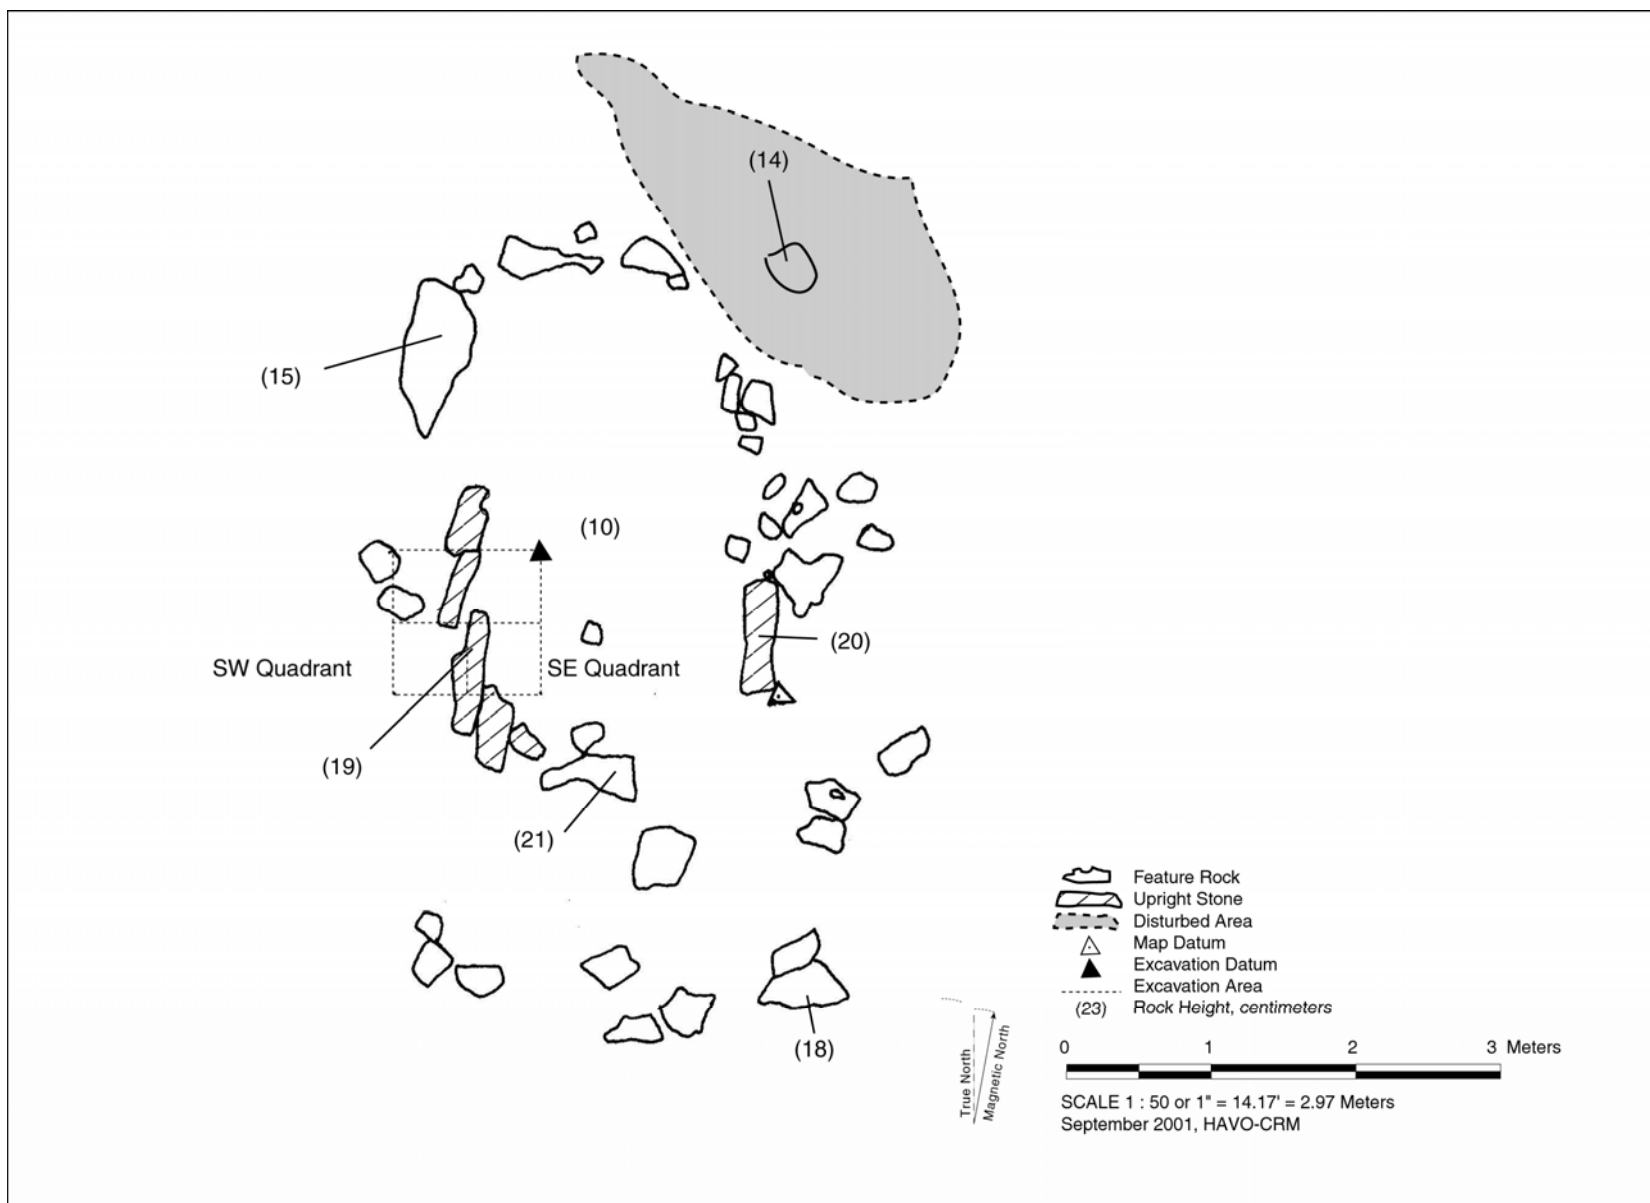 (14)
(15)
(10)
(20)
SW Quadrant
SE Quadrant
(19)
(21)
(18)
Feature Rock
Upright Stone
Disturbed Area
Map Datum
Excavation Datum
Excavation Area
(23) Rock Height, centimeters
True North
Magnetic North
0 1 2 3 Meters
SCALE 1 : 50 or 1" = 14.17' = 2.97 Meters
September 2001, HAVO-CRM